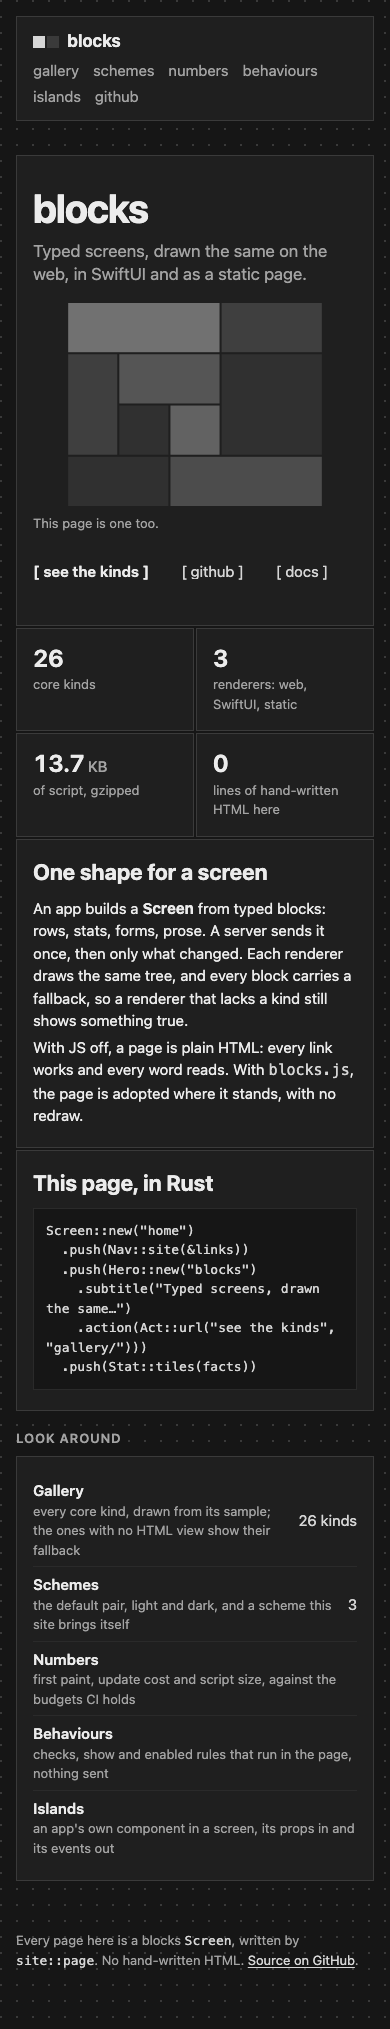 blocks
gallery schemes numbers behaviours
islands github
blocks
Typed screens, drawn the same on the
web, in SwiftUI and as a static page.
This page is one too.
[ see the kinds ] [ github ] [ docs ]
26
core kinds
3
renderers: web,
SwiftUI, static
13.7 KB
of script, gzipped
0
lines of hand-written
HTML here
One shape for a screen
An app builds a Screen from typed blocks:
rows, stats, forms, prose. A server sends it
once, then only what changed. Each renderer
draws the same tree, and every block carries a
fallback, so a renderer that lacks a kind still
shows something true.
With JS off, a page is plain HTML: every link
works and every word reads. With blocks.js,
the page is adopted where it stands, with no
redraw.
This page, in Rust
Screen::new("home")
  .push(Nav::site(&links))
  .push(Hero::new("blocks")
    .subtitle("Typed screens, drawn
the same…")
    .action(Act::url("see the kinds",
"gallery/")))
  .push(Stat::tiles(facts))
LOOK AROUND
Gallery
every core kind, drawn from its sample;
the ones with no HTML view show their
fallback
26 kinds
Schemes
the default pair, light and dark, and a scheme this
site brings itself
3
Numbers
first paint, update cost and script size, against the
budgets CI holds
Behaviours
checks, show and enabled rules that run in the page,
nothing sent
Islands
an app's own component in a screen, its props in and
its events out
Every page here is a blocks Screen, written by
site::page. No hand-written HTML. Source on GitHub.